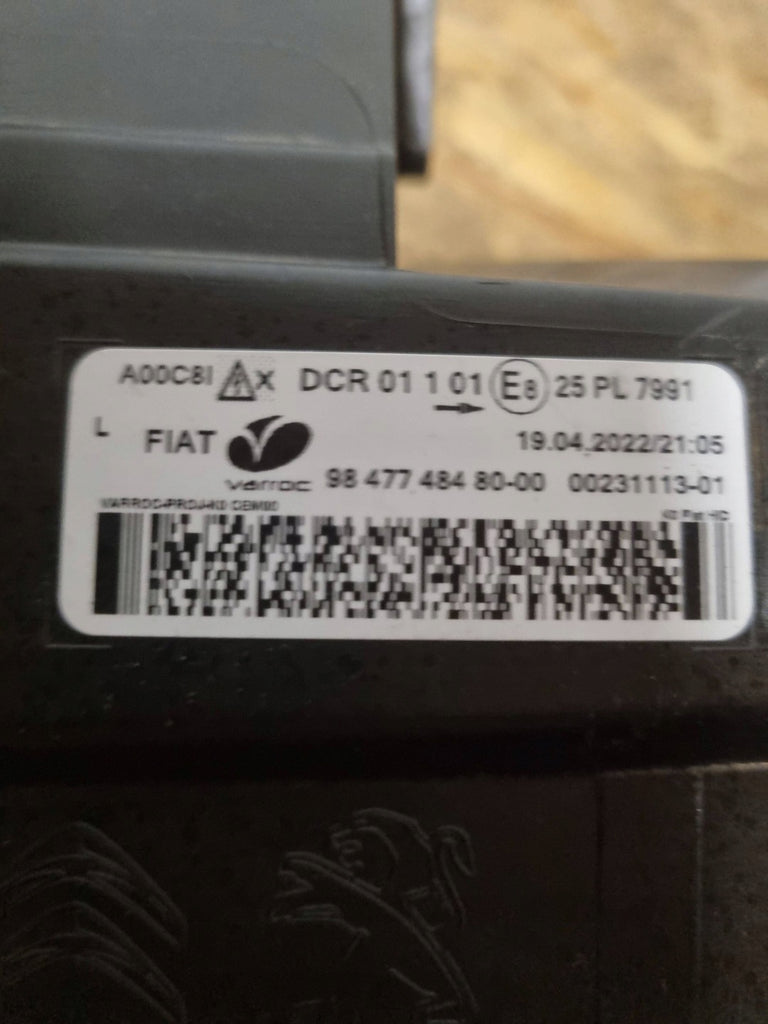 A00C8I X DCR 01 1 01 E8 25 PL 7991
L FIAT 19.04.2022/21:05
varroc 98 477 484 80-00 00231113-01